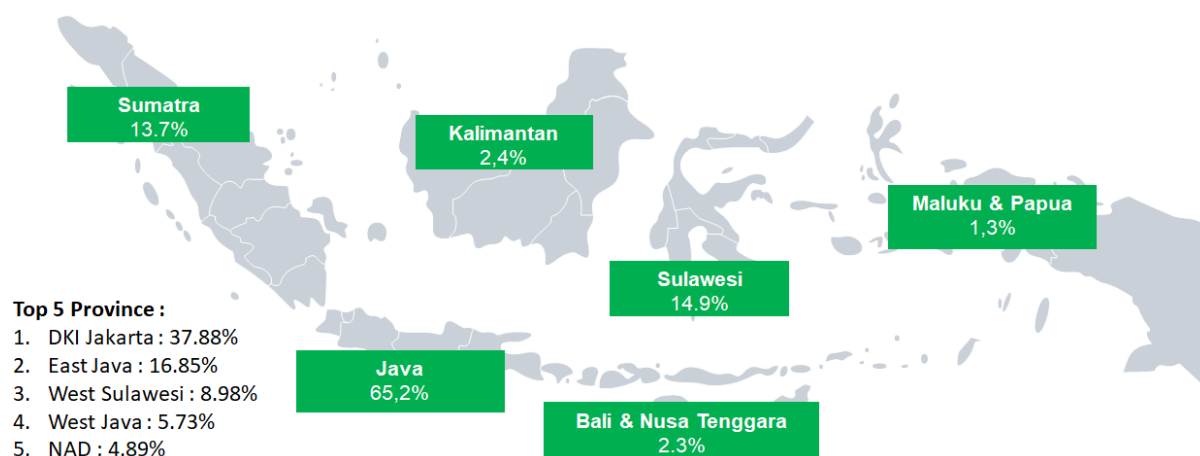 Sumatra
13.7%
Kalimantan
2,4%
Maluku & Papua
1,3%
Sulawesi
14.9%
Java
65,2%
Bali & Nusa Tenggara
2.3%
Top 5 Province :
1. DKI Jakarta : 37.88%
2. East Java : 16.85%
3. West Sulawesi : 8.98%
4. West Java : 5.73%
5. NAD : 4.89%